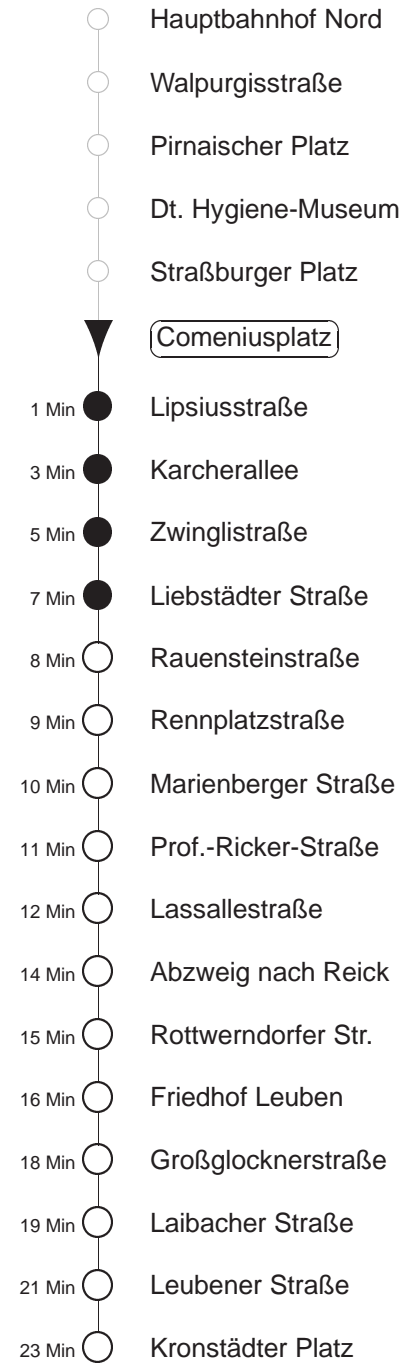 Hauptbahnhof Nord
Walpurgisstraße
Pirnaischer Platz
Dt. Hygiene-Museum
Straßburger Platz
Comeniusplatz
1 Min Lipsiusstraße
3 Min Karcherallee
5 Min Zwinglistraße
7 Min Liebstädter Straße
8 Min Rauensteinstraße
9 Min Rennplatzstraße
10 Min Marienberger Straße
11 Min Prof.-Ricker-Straße
12 Min Lassallestraße
14 Min Abzweig nach Reick
15 Min Rottwerndorfer Str.
16 Min Friedhof Leuben
18 Min Großglocknerstraße
19 Min Laibacher Straße
21 Min Leubener Straße
23 Min Kronstädter Platz